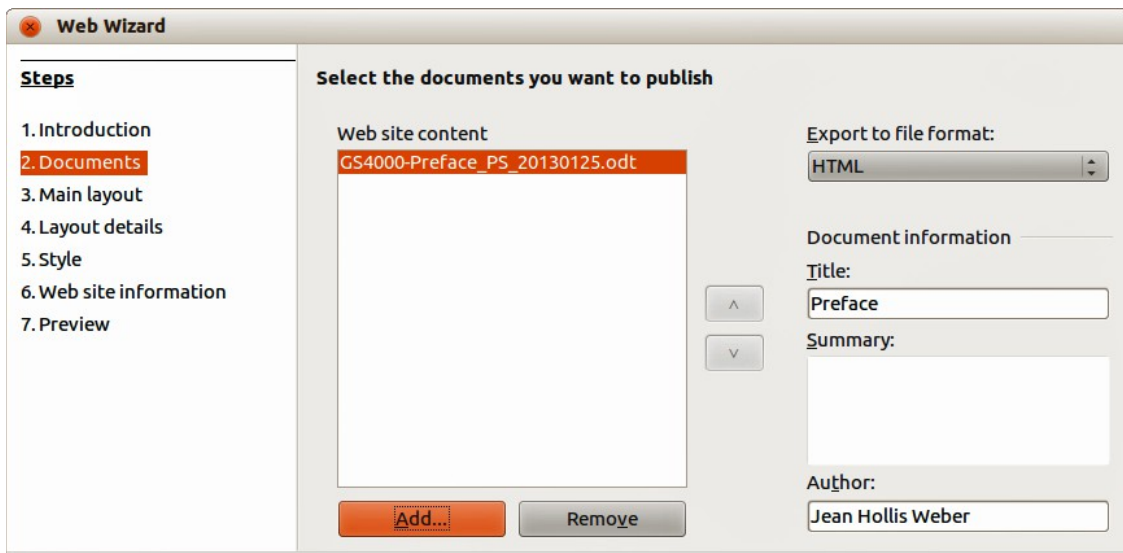 Web Wizard
Steps
1. Introduction
2. Documents
3. Main layout
4. Layout details
5. Style
6. Web site information
7. Preview
Select the documents you want to publish
Web site content
GS4000-Preface_PS_20130125.odt
Add...
Remove
Export to file format:
HTML
Document information
Title:
Preface
Summary:
Author:
Jean Hollis Weber